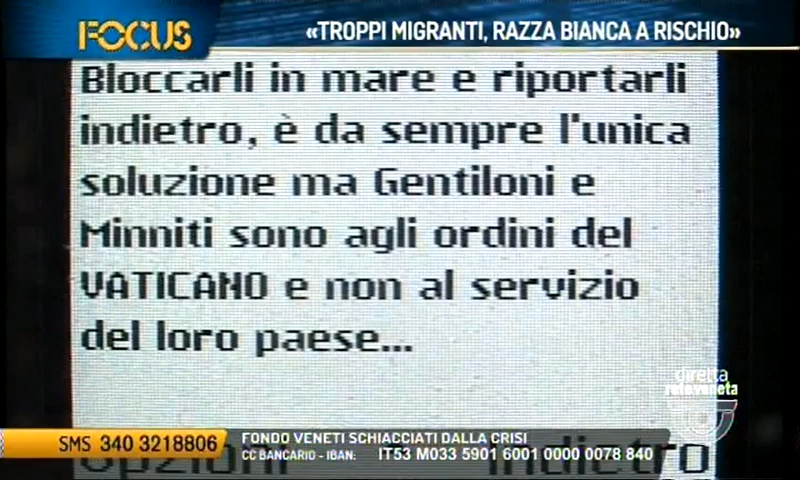 FOCUS
«TROPPI MIGRANTI, RAZZA BIANCA A RISCHIO»
Bloccarli in mare e riportarli
indietro, è da sempre l'unica
soluzione ma Gentiloni e
Minniti sono agli ordini del
VATICANO e non al servizio
del loro paese...
diretta
reteveneta
SMS 340 3218806
FONDO VENETI SCHIACCIATI DALLA CRISI
CC BANCARIO - IBAN: IT53 M033 5901 6001 0000 0078 840
Opzioni indietro